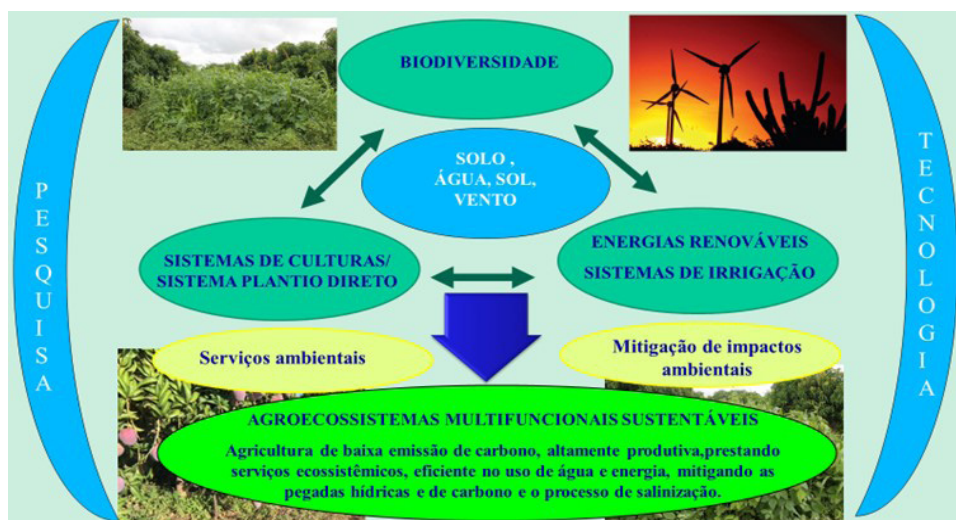 BIODIVERSIDADE
SOLO ,
ÁGUA, SOL,
VENTO
PESQUISA
TECNOLOGIA
SISTEMAS DE CULTURAS/
SISTEMA PLANTIO DIRETO
ENERGIAS RENOVÁVEIS
SISTEMAS DE IRRIGAÇÃO
Serviços ambientais
Mitigação de impactos
ambientais
AGROECOSSISTEMAS MULTIFUNCIONAIS SUSTENTÁVEIS
Agricultura de baixa emissão de carbono, altamente produtiva,prestando
serviços ecossistêmicos, eficiente no uso de água e energia, mitigando as
pegadas hídricas e de carbono e o processo de salinização.